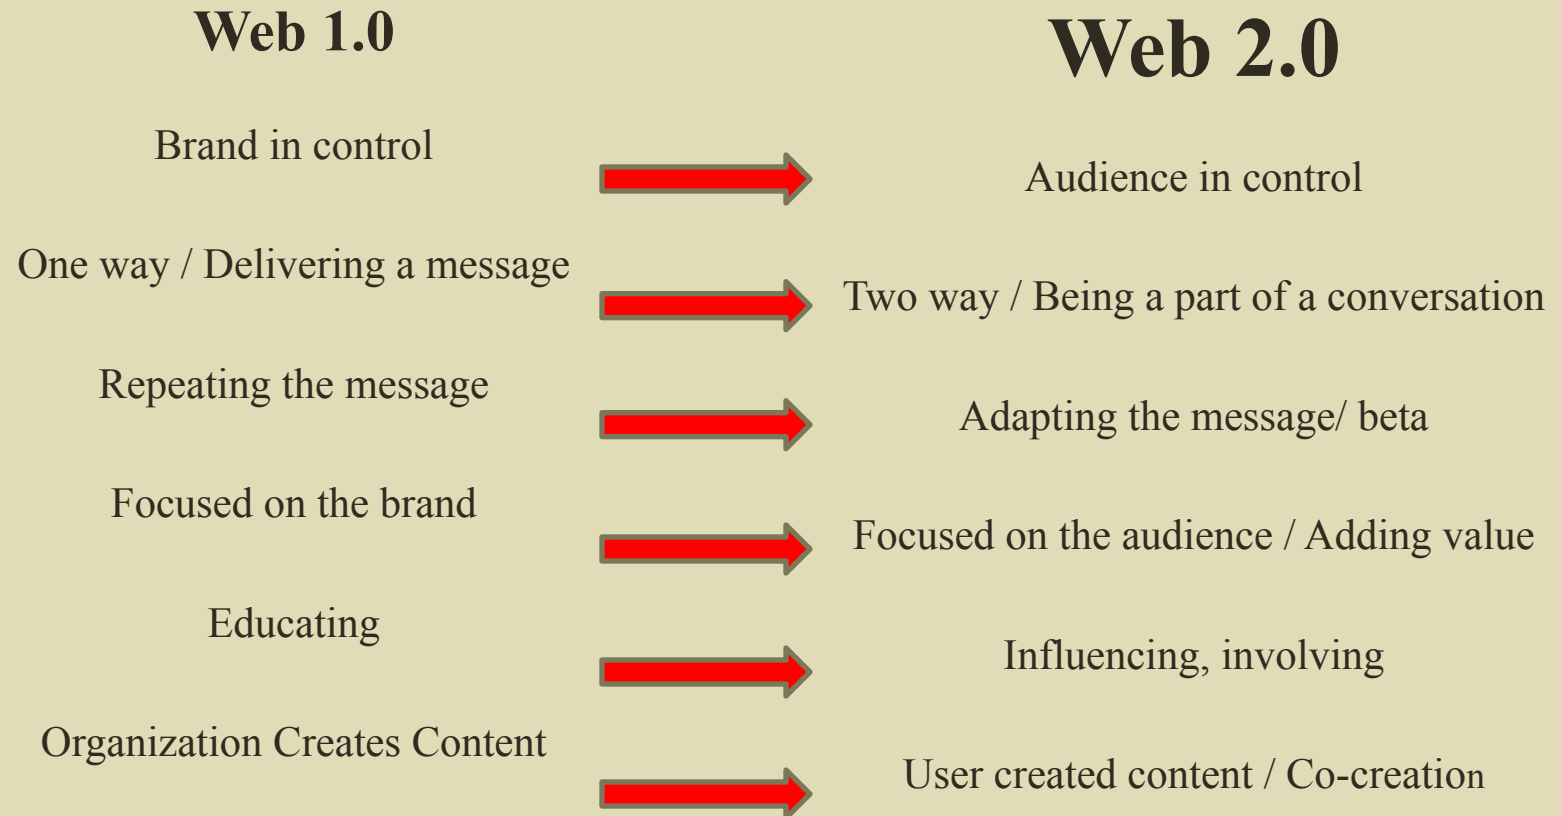 Web 1.0
Brand in control
One way / Delivering a message
Repeating the message
Focused on the brand
Educating
Organization Creates Content
Web 2.0
Audience in control
Two way / Being a part of a conversation
Adapting the message/ beta
Focused on the audience / Adding value
Influencing, involving
User created content / Co-creation